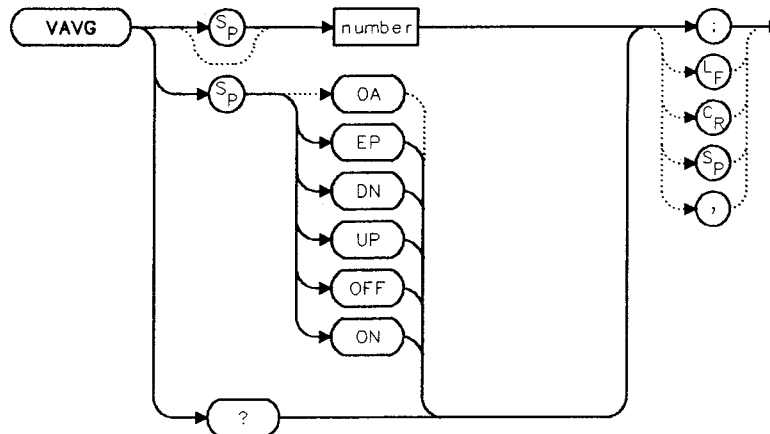 VAVG SP number ;
SP OA LF
EP CR
DN SP
UP ,
OFF
ON
?